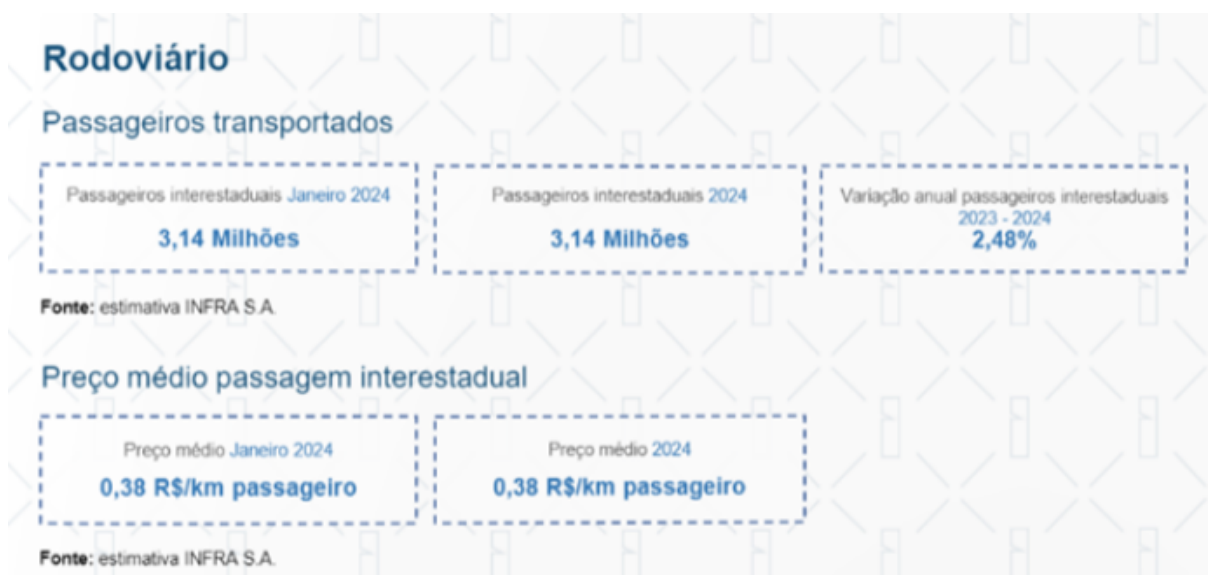 Rodoviário
Passageiros transportados
Passageiros interestaduais Janeiro 2024
3,14 Milhões
Passageiros interestaduais 2024
3,14 Milhões
Variação anual passageiros interestaduais
2023 - 2024
2,48%
Fonte: estimativa INFRA S.A.
Preço médio passagem interestadual
Preço médio Janeiro 2024
0,38 R$/km passageiro
Preço médio 2024
0,38 R$/km passageiro
Fonte: estimativa INFRA S.A.